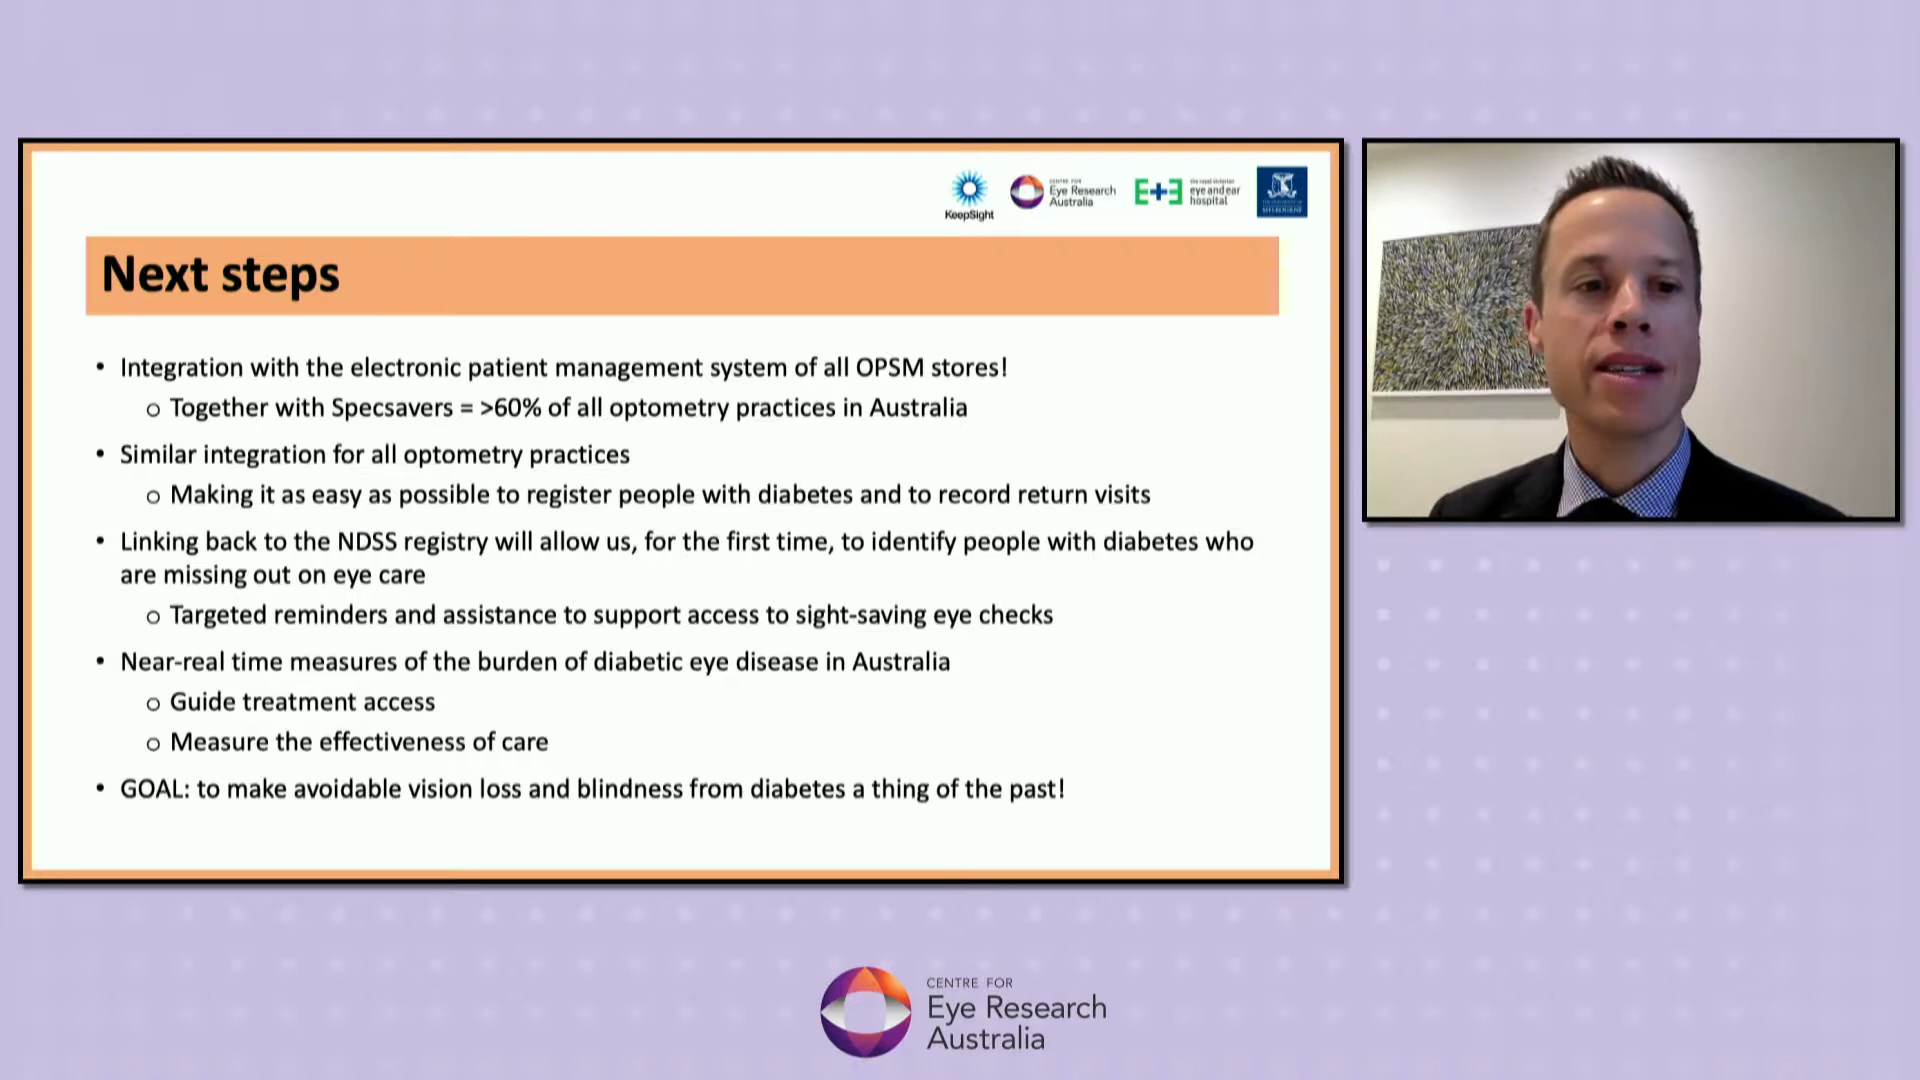 KeepSight
CENTRE FOR
Eye Research
Australia
the royal victorian
eye and ear
hospital
MELBOURNE
Next steps
• Integration with the electronic patient management system of all OPSM stores!
o Together with Specsavers = >60% of all optometry practices in Australia
• Similar integration for all optometry practices
o Making it as easy as possible to register people with diabetes and to record return visits
• Linking back to the NDSS registry will allow us, for the first time, to identify people with diabetes who
are missing out on eye care
o Targeted reminders and assistance to support access to sight-saving eye checks
• Near-real time measures of the burden of diabetic eye disease in Australia
o Guide treatment access
o Measure the effectiveness of care
• GOAL: to make avoidable vision loss and blindness from diabetes a thing of the past!
CENTRE FOR
Eye Research
Australia